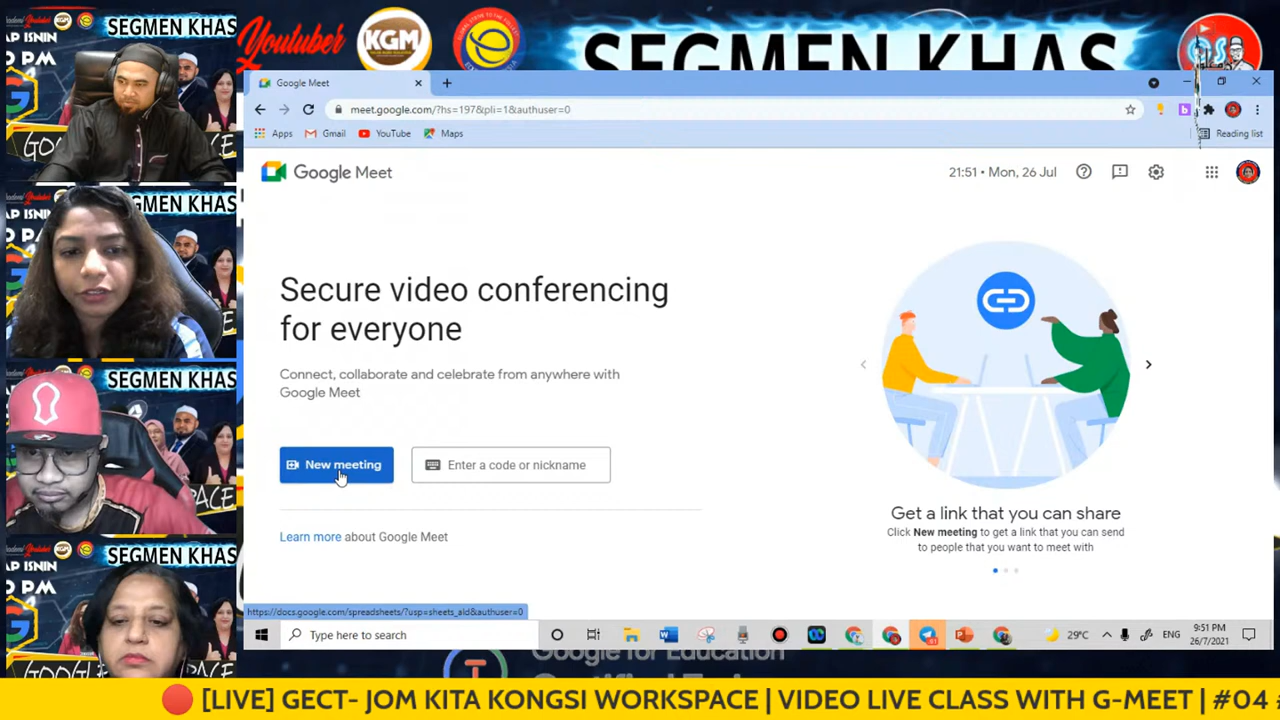 SEGMEN KHAS
SEGMEN KHAS
SEGMEN KHAS
SEGMEN KHAS
SEGMEN KHAS
Youtuber
KGM
Google Meet
meet.google.com/?hs=197&pli=1&authuser=0
Apps
Gmail
YouTube
Maps
Reading list
Google Meet
21:51 • Mon, 26 Jul
Secure video conferencing
for everyone
Connect, collaborate and celebrate from anywhere with
Google Meet
New meeting
Enter a code or nickname
Learn more about Google Meet
Get a link that you can share
Click New meeting to get a link that you can send
to people that you want to meet with
https://docs.google.com/spreadsheets/?usp=sheets_ald&authuser=0
Type here to search
29°C
ENG
9:51 PM
26/7/2021
Google for Education
[LIVE] GECT- JOM KITA KONGSI WORKSPACE | VIDEO LIVE CLASS WITH G-MEET | #04